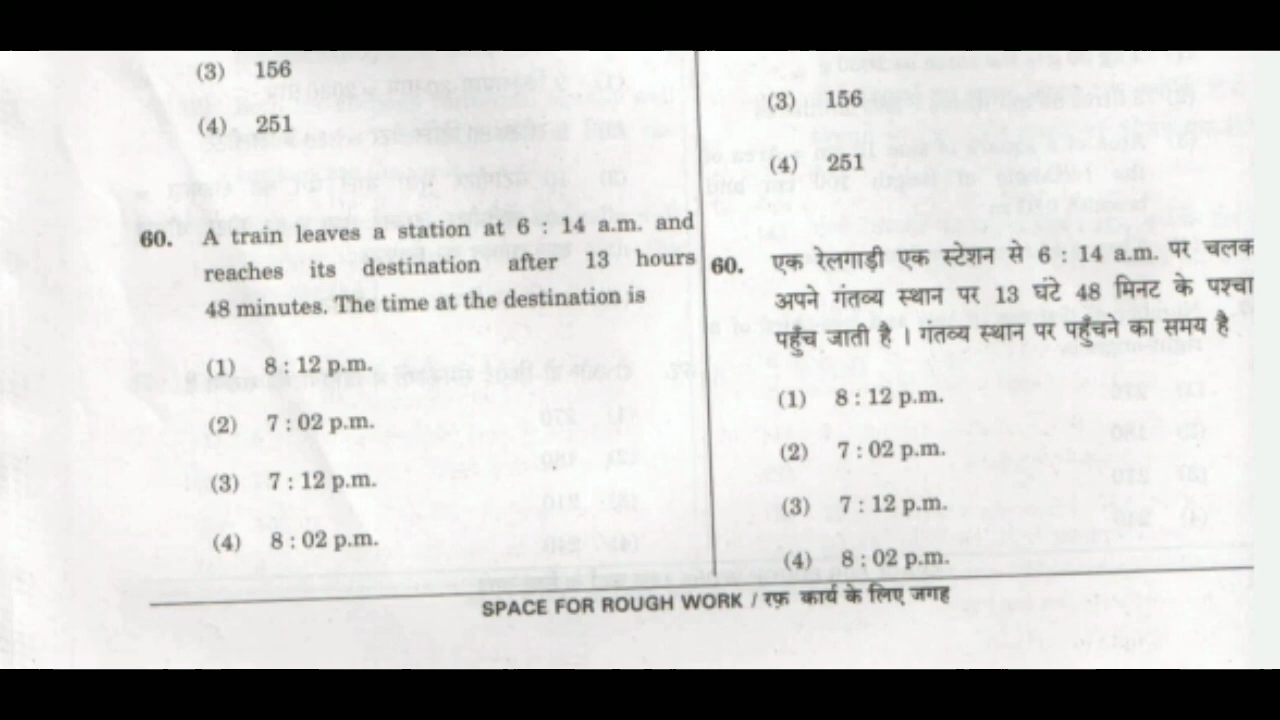 (3) 156
(4) 251
60. A train leaves a station at 6 : 14 a.m. and
reaches its destination after 13 hours
48 minutes. The time at the destination is
(1) 8 : 12 p.m.
(2) 7 : 02 p.m.
(3) 7 : 12 p.m.
(4) 8 : 02 p.m.
(3) 156
(4) 251
60. एक रेलगाड़ी एक स्टेशन से 6 : 14 a.m. पर चलक
अपने गंतव्य स्थान पर 13 घंटे 48 मिनट के पश्चा
पहुँच जाती है । गंतव्य स्थान पर पहुँचने का समय है
(1) 8 : 12 p.m.
(2) 7 : 02 p.m.
(3) 7 : 12 p.m.
(4) 8 : 02 p.m.
SPACE FOR ROUGH WORK / रफ़ कार्य के लिए जगह